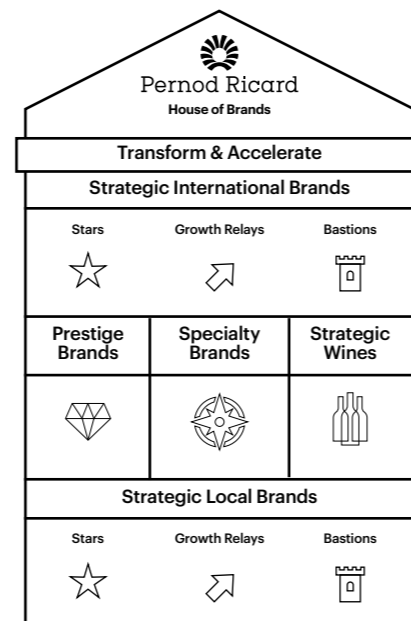 Pernod Ricard
House of Brands
Transform & Accelerate
Strategic International Brands
Stars Growth Relays Bastions
Prestige Brands
Specialty Brands
Strategic Wines
Strategic Local Brands
Stars Growth Relays Bastions